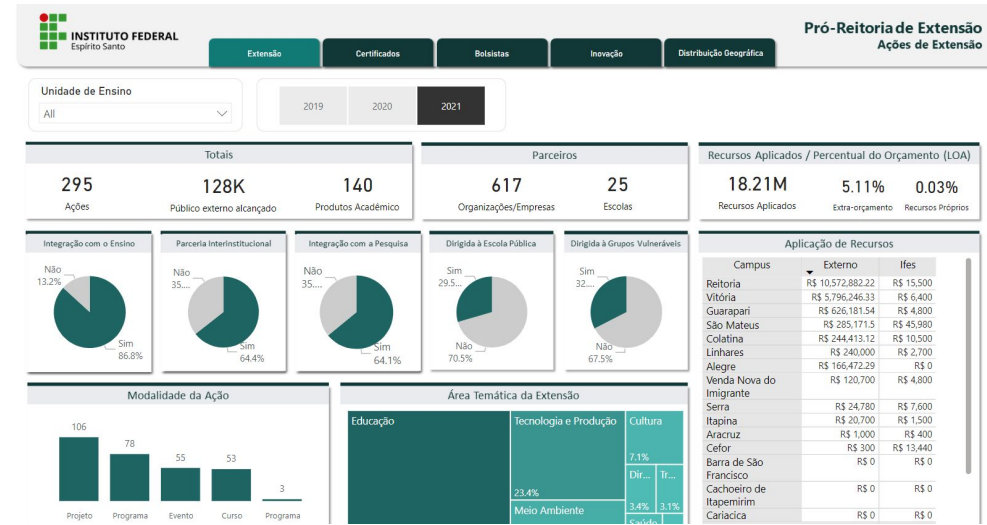 INSTITUTO FEDERAL
Espírito Santo
Extensão
Certificados
Bolsistas
Inovação
Distribuição Geográfica
Pró-Reitoria de Extensão
Ações de Extensão
Unidade de Ensino
All
2019
2020
2021
Totais
295
Ações
128K
Público externo alcançado
140
Produtos Acadêmico
Parceiros
617
Organizações/Empresas
25
Escolas
Recursos Aplicados / Percentual do Orçamento (LOA)
18.21M
Recursos Aplicados
5.11%
Extra-orçamento
0.03%
Recursos Próprios
Integração com o Ensino
Não
13.2%
Sim
86.8%
Parceria Interinstitucional
Não
35....
Sim
64.4%
Integração com a Pesquisa
Não
35....
Sim
64.1%
Dirigida à Escola Pública
Sim
29.5...
Não
70.5%
Dirigida à Grupos Vulneráveis
Sim
32....
Não
67.5%
Aplicação de Recursos
Campus Externo Ifes
Reitoria R$ 10,572,882.22 R$ 15,500
Vitória R$ 5,796,246.33 R$ 6,400
Guarapari R$ 626,181.54 R$ 4,800
São Mateus R$ 285,171.5 R$ 45,980
Colatina R$ 244,413.12 R$ 10,500
Linhares R$ 240,000 R$ 2,700
Alegre R$ 166,472.29 R$ 0
Venda Nova do R$ 120,700 R$ 4,800
Imigrante
Serra R$ 24,780 R$ 7,600
Itapina R$ 20,700 R$ 1,500
Aracruz R$ 1,000 R$ 400
Cefor R$ 300 R$ 13,440
Barra de São R$ 0 R$ 0
Francisco
Cachoeiro de R$ 0 R$ 0
Itapemirim
Cariacica R$ 0 R$ 0
Modalidade da Ação
106
78
55
53
3
Projeto
Programa
Evento
Curso
Programa
Área Temática da Extensão
Educação
Tecnologia e Produção
23.4%
Meio Ambiente
Cultura
7.1%
Dir...
3.4%
Tr...
3.1%
Saúde